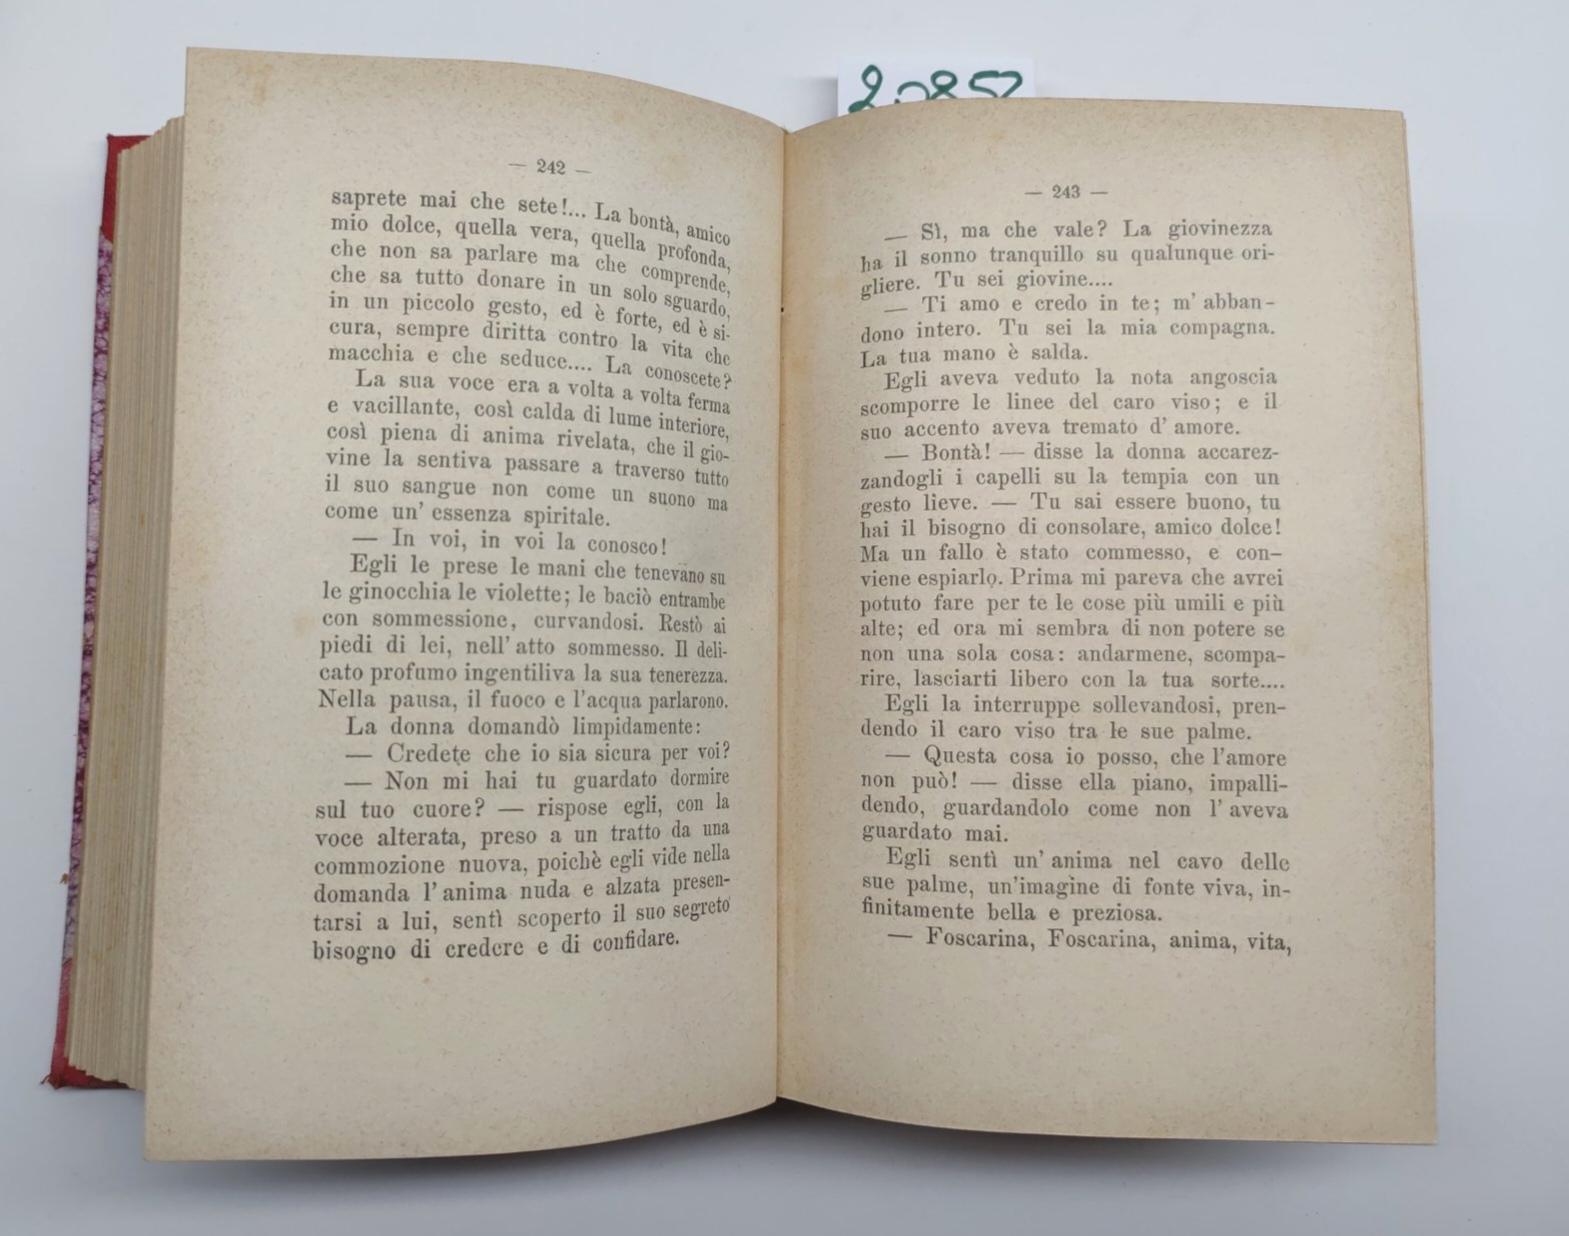 20852
— 242 —
saprete mai che sete!... La bontà, amico
mio dolce, quella vera, quella profonda,
che non sa parlare ma che comprende,
che sa tutto donare in un solo sguardo,
in un piccolo gesto, ed è forte, ed è si-
cura, sempre diritta contro la vita che
macchia e che seduce.... La conoscete?
La sua voce era a volta a volta ferma
e vacillante, così calda di lume interiore,
così piena di anima rivelata, che il gio-
vine la sentiva passare a traverso tutto
il suo sangue non come un suono ma
come un' essenza spiritale.
— In voi, in voi la conosco!
Egli le prese le mani che tenevano su
le ginocchia le violette; le baciò entrambe
con sommessione, curvandosi. Restò ai
piedi di lei, nell' atto sommesso. Il deli-
cato profumo ingentiliva la sua tenerezza.
Nella pausa, il fuoco e l'acqua parlarono.
La donna domandò limpidamente:
— Credete che io sia sicura per voi?
— Non mi hai tu guardato dormire
sul tuo cuore? — rispose egli, con la
voce alterata, preso a un tratto da una
commozione nuova, poichè egli vide nella
domanda l' anima nuda e alzata presen-
tarsi a lui, sentì scoperto il suo segreto
bisogno di credere e di confidare.
— 243 —
— Sì, ma che vale? La giovinezza
ha il sonno tranquillo su qualunque ori-
gliere. Tu sei giovine....
— Ti amo e credo in te; m' abban-
dono intero. Tu sei la mia compagna.
La tua mano è salda.
Egli aveva veduto la nota angoscia
scomporre le linee del caro viso; e il
suo accento aveva tremato d' amore.
— Bontà! — disse la donna accarez-
zandogli i capelli su la tempia con un
gesto lieve. — Tu sai essere buono, tu
hai il bisogno di consolare, amico dolce!
Ma un fallo è stato commesso, e con-
viene espiarlo. Prima mi pareva che avrei
potuto fare per te le cose più umili e più
alte; ed ora mi sembra di non potere se
non una sola cosa: andarmene, scompa-
rire, lasciarti libero con la tua sorte....
Egli la interruppe sollevandosi, pren-
dendo il caro viso tra le sue palme.
— Questa cosa io posso, che l'amore
non può! — disse ella piano, impalli-
dendo, guardandolo come non l' aveva
guardato mai.
Egli sentì un' anima nel cavo delle
sue palme, un'imagine di fonte viva, in-
finitamente bella e preziosa.
— Foscarina, Foscarina, anima, vita,